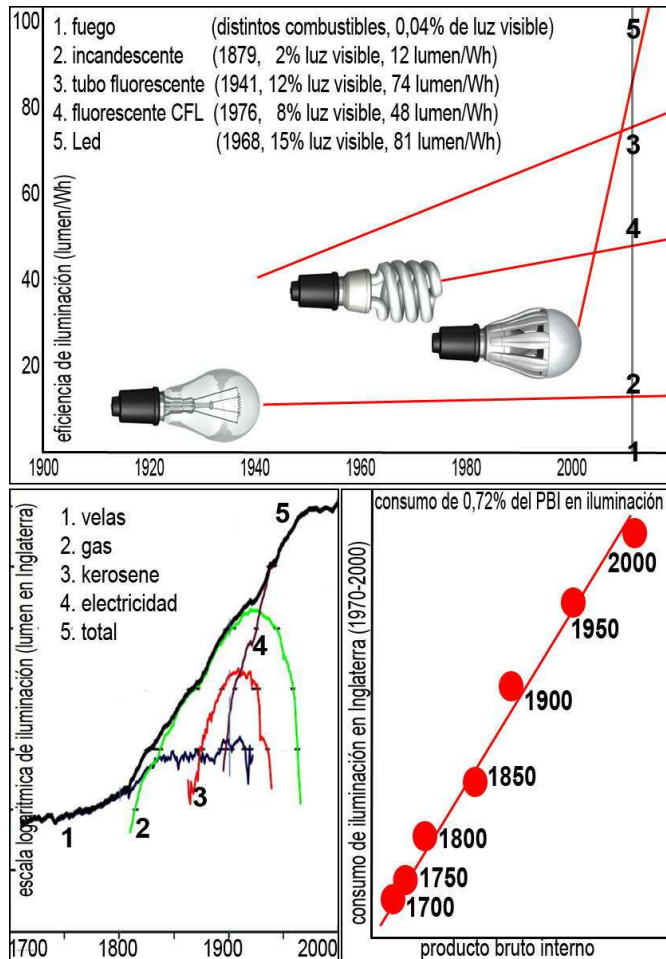 1. fuego (distintos combustibles, 0,04% de luz visible)
2. incandescente (1879, 2% luz visible, 12 lumen/Wh)
3. tubo fluorescente (1941, 12% luz visible, 74 lumen/Wh)
4. fluorescente CFL (1976, 8% luz visible, 48 lumen/Wh)
5. Led (1968, 15% luz visible, 81 lumen/Wh)
eficiencia de iluminación (lumen/Wh)
100
80
60
40
20
5
3
4
2
1
1900 1920 1940 1960 1980 2000
escala logarítmica de iluminación (lumen en Inglaterra)
1. velas
2. gas
3. kerosene
4. electricidad
5. total
5
4
3
2
1
1700 1800 1900 2000
consumo de 0,72% del PBI en iluminación
consumo de iluminación en Inglaterra (1970-2000)
2000
1950
1900
1850
1800
1750
1700
producto bruto interno